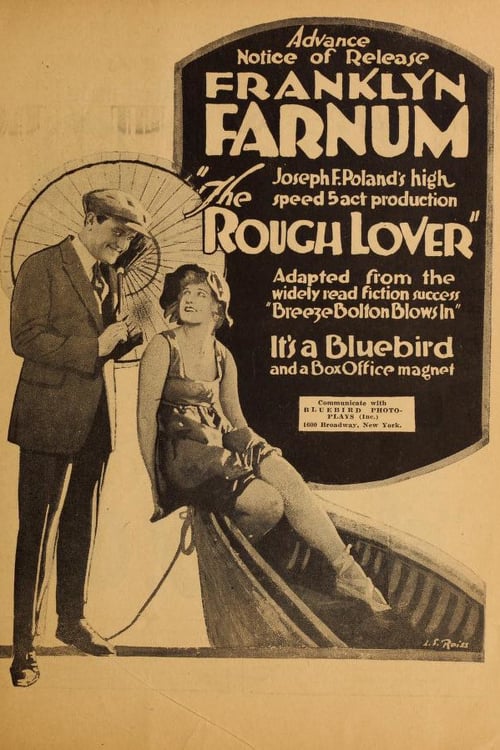 Advance
Notice of Release
FRANKLYN
FARNUM
Joseph F. Poland's high
speed 5 act production
"The
ROUGH LOVER"
Adapted from the
widely read fiction success
"Breeze Bolton Blows In"
It's a Bluebird
and a Box Office magnet
Communicate with
BLUEBIRD PHOTO-
PLAYS (Inc.)
1600 Broadway, New York.
L.S. Reiss